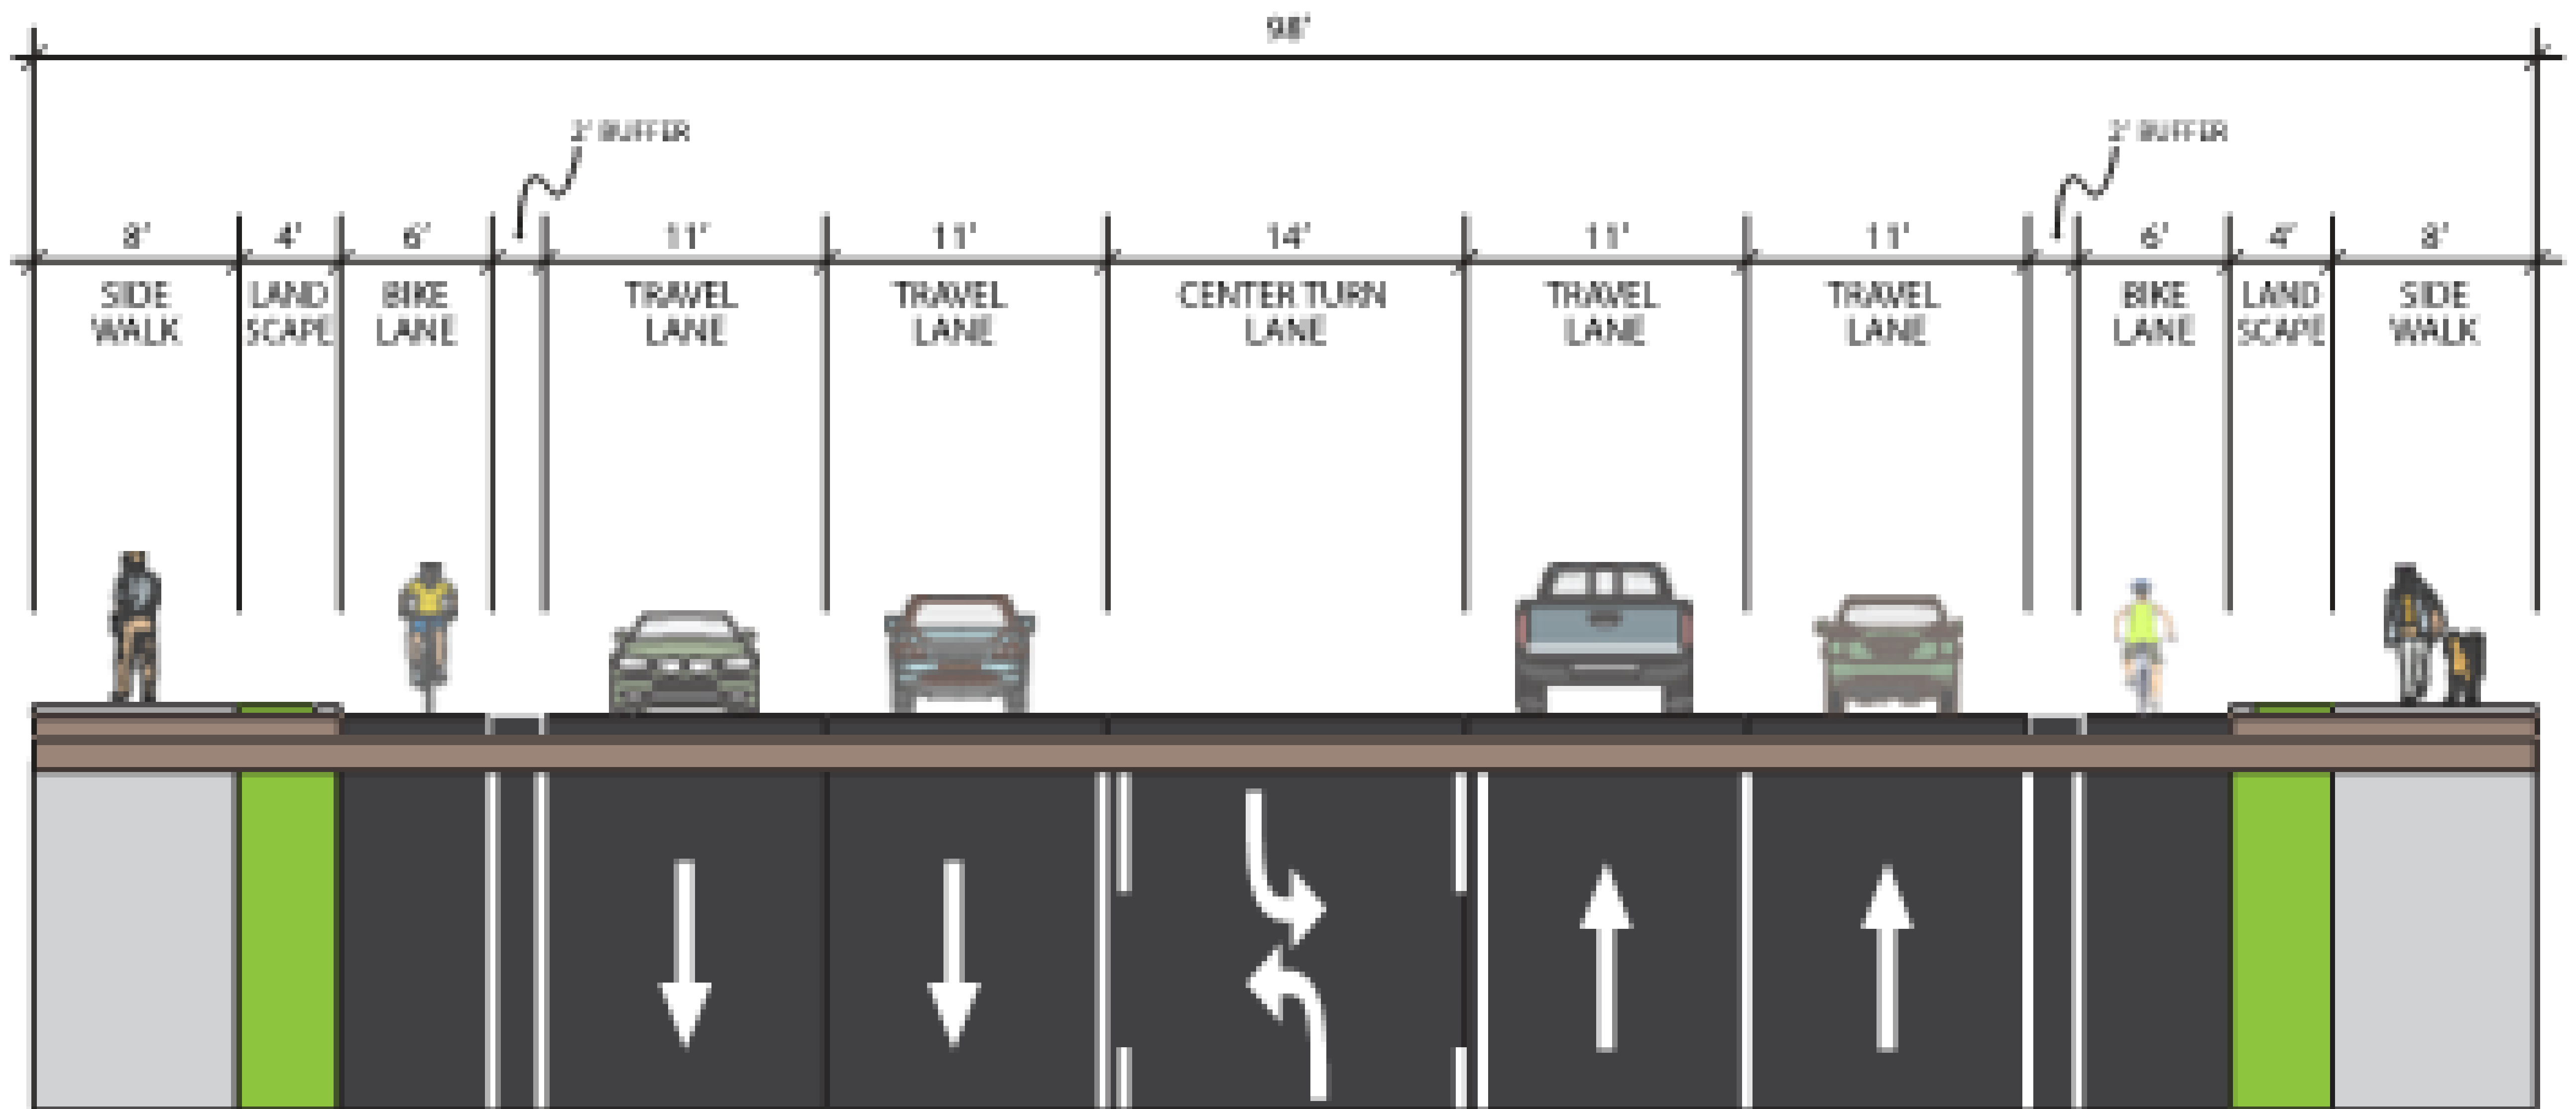 98'
2' BUFFER
2' BUFFER
8' 4' 6' 11' 11' 14' 11' 11' 6' 4' 8'
SIDE LAND BIKE TRAVEL TRAVEL CENTER TURN TRAVEL TRAVEL BIKE LAND SIDE
WALK SCAPE LANE LANE LANE LANE LANE LANE LANE SCAPE WALK